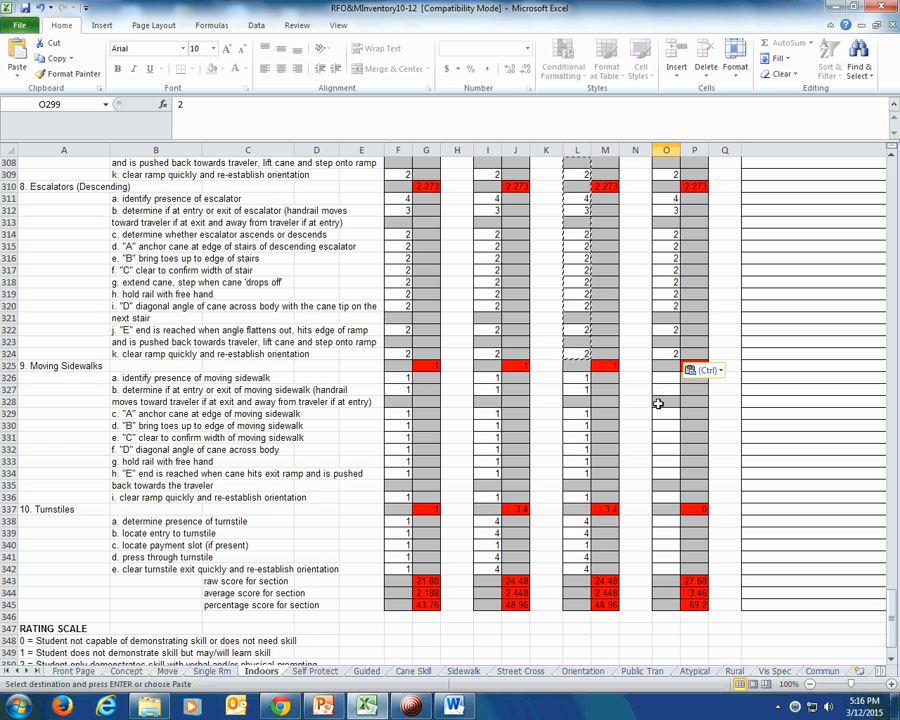 RFO&MInventory10-12 [Compatibility Mode] - Microsoft Excel
File Home Insert Page Layout Formulas Data Review View
Cut Arial 10 Wrap Text AutoSum
Copy
Paste Format Painter Merge & Center $ % , Conditional Formatting Format as Table Cell Styles Insert Delete Format Fill Clear Sort & Filter Find & Select
Clipboard Font Alignment Number Styles Cells Editing
O299 fx 2
A B C D E F G H I J K L M N O P Q
308 and is pushed back towards traveler, lift cane and step onto ramp
309 k. clear ramp quickly and re-establish orientation 2 2 2 2
310 8. Escalators (Descending) 2.273 2.273 2.273 2.273
311 a. identify presence of escalator 4 4 4 4
312 b. determine if at entry or exit of escalator (handrail moves 3 3 3 3
313 toward traveler if at exit and away from traveler if at entry)
314 c. determine whether escalator ascends or descends 2 2 2 2
315 d. "A" anchor cane at edge of stairs of descending escalator 2 2 2 2
316 e. "B" bring toes up to edge of stairs 2 2 2 2
317 f. "C" clear to confirm width of stair 2 2 2 2
318 g. extend cane, step when cane 'drops off' 2 2 2 2
319 h. hold rail with free hand 2 2 2 2
320 i. "D" diagonal angle of cane across body with the cane tip on the 2 2 2 2
321 next stair
322 j. "E" end is reached when angle flattens out, hits edge of ramp 2 2 2 2
323 and is pushed back towards traveler, lift cane and step onto ramp
324 k. clear ramp quickly and re-establish orientation 2 2 2 2
325 9. Moving Sidewalks 1 1 1 (Ctrl)
326 a. identify presence of moving sidewalk 1 1 1
327 b. determine if at entry or exit of moving sidewalk (handrail 1 1 1
328 moves toward traveler if at exit and away from traveler if at entry)
329 c. "A" anchor cane at edge of moving sidewalk 1 1 1
330 d. "B" bring toes up to edge of moving sidewalk 1 1 1
331 e. "C" clear to confirm width of moving sidewalk 1 1 1
332 f. "D" diagonal angle of cane across body 1 1 1
333 g. hold rail with free hand 1 1 1
334 h. "E" end is reached when cane hits exit ramp and is pushed 1 1 1
335 back towards the traveler
336 i. clear ramp quickly and re-establish orientation 1 1 1
337 10. Turnstiles 1 3.4 3.4 0
338 a. determine presence of turnstile 1 4 4
339 b. locate entry to turnstile 1 4 4
340 c. locate payment slot (if present) 1 1 1
341 d. press through turnstile 1 4 4
342 e. clear turnstile exit quickly and re-establish orientation 1 4 4
343 raw score for section 21.88 24.48 24.48 27.68
344 average score for section 2.188 2.448 2.448 3.46
345 percentage score for section 43.76 48.96 48.96 69.2
346
347 RATING SCALE
348 0 = Student not capable of demonstrating skill or does not need skill
349 1 = Student does not demonstrate skill but may/will learn skill
350 2 = Student only demonstrates skill with verbal and/or physical prompting
Front Page Concept Move Single Rm Indoors Self Protect Guided Cane Skill Sidewalk Street Cross Orientation Public Tran Atypical Rural Vis Spec Commun
Select destination and press ENTER or choose Paste 100%
5:16 PM
3/12/2015